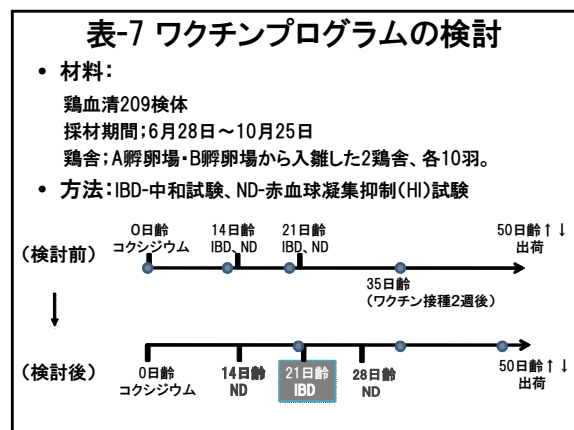 表-7 ワクチンプログラムの検討
• 材料：
鶏血清209検体
採材期間；6月28日～10月25日
鶏舎；A孵卵場・B孵卵場から入雛した2鶏舎、各10羽。
• 方法：IBD-中和試験、ND-赤血球凝集抑制（HI）試験
0日齢 14日齢 21日齢 50日齢↑↓
コクシジウム IBD、ND IBD、ND 出荷
（検討前）
35日齢
（ワクチン接種2週後）
（検討後）
0日齢 14日齢 21日齢 28日齢 50日齢↑↓
コクシジウム ND IBD ND 出荷